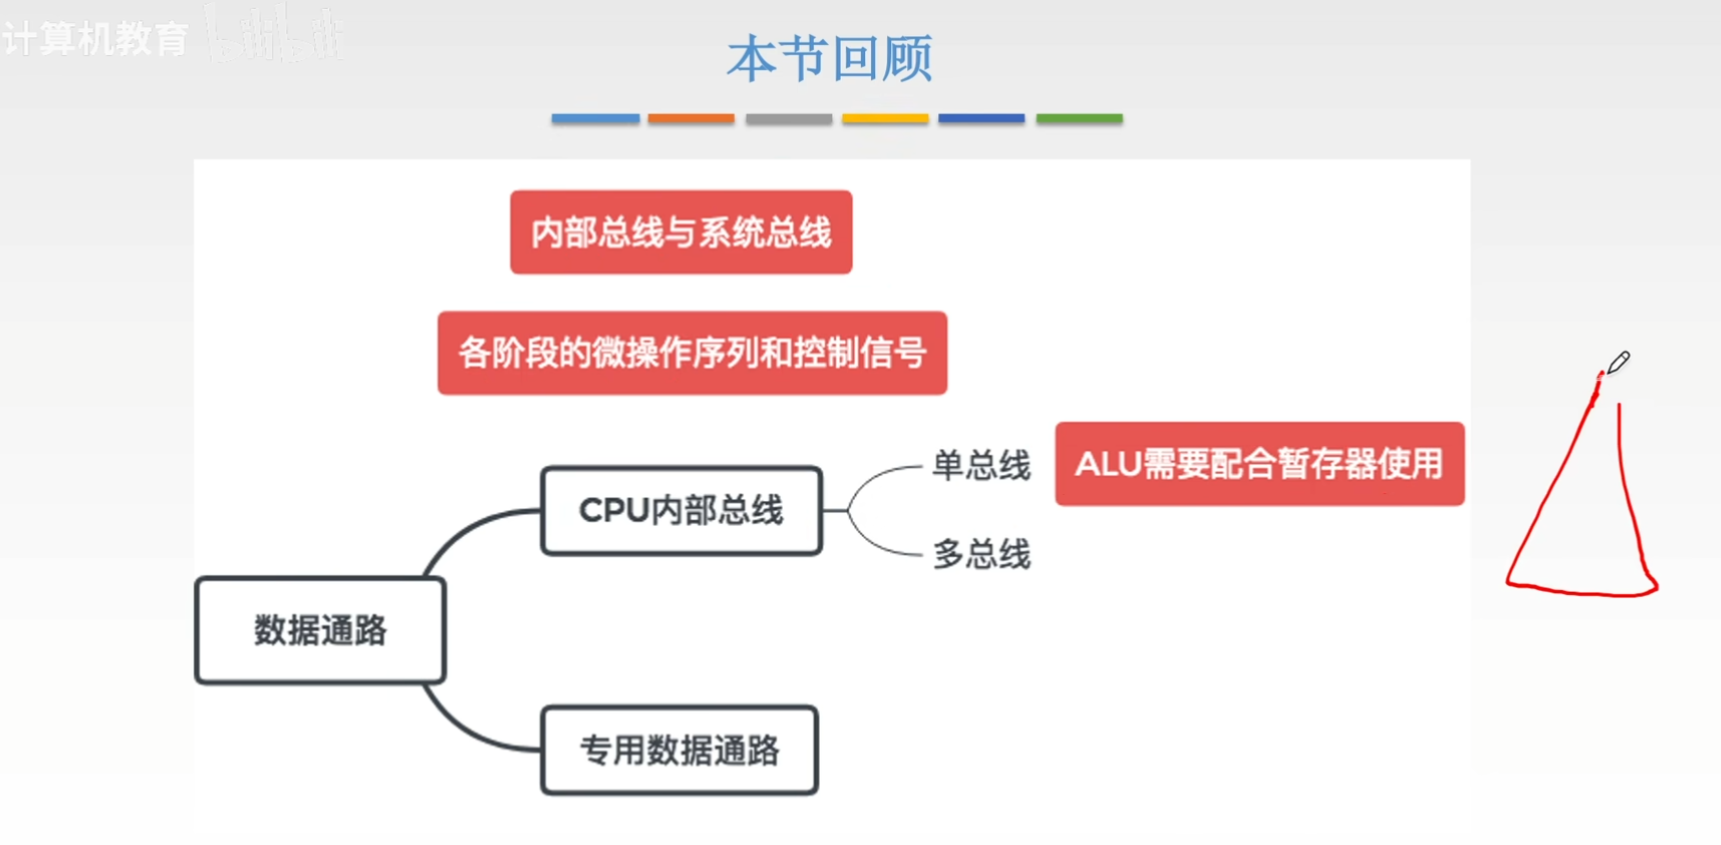 计算机教育 bilibili
本节回顾
内部总线与系统总线
各阶段的微操作序列和控制信号
单总线
ALU需要配合暂存器使用
CPU内部总线
多总线
数据通路
专用数据通路